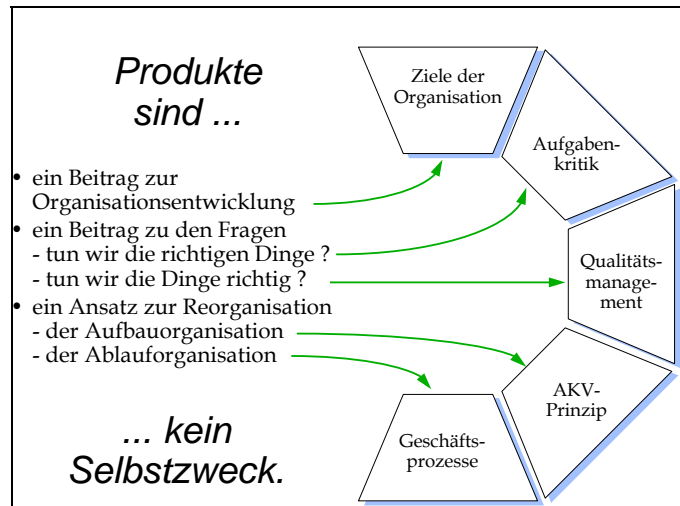 Produkte
sind ...
• ein Beitrag zur
Organisationsentwicklung
• ein Beitrag zu den Fragen
- tun wir die richtigen Dinge ?
- tun wir die Dinge richtig ?
• ein Ansatz zur Reorganisation
- der Aufbauorganisation
- der Ablauforganisation
... kein
Selbstzweck.
Ziele der
Organisation
Aufgaben-
kritik
Qualitäts-
manage-
ment
AKV-
Prinzip
Geschäfts-
prozesse